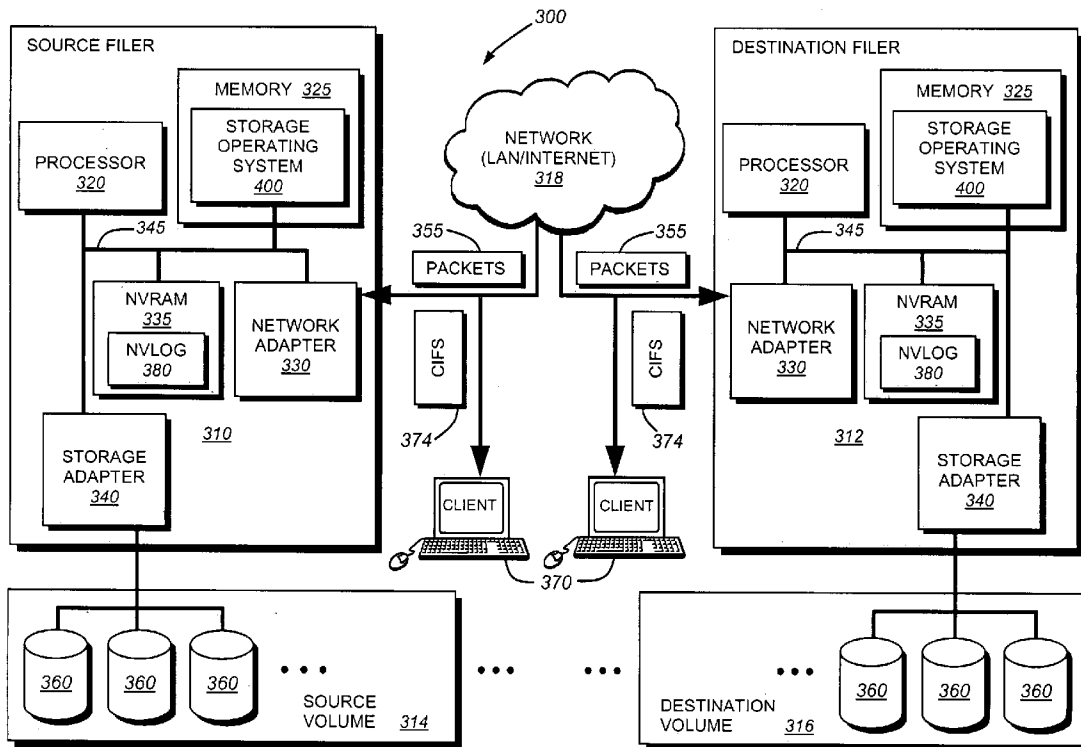 300
SOURCE FILER
MEMORY 325
STORAGE
OPERATING
SYSTEM
400
PROCESSOR
320
345
NVRAM
335
NVLOG
380
NETWORK
ADAPTER
330
310
STORAGE
ADAPTER
340
NETWORK
(LAN/INTERNET)
318
355
PACKETS
355
PACKETS
CIFS
374
CIFS
374
CLIENT
CLIENT
370
DESTINATION FILER
MEMORY 325
STORAGE
OPERATING
SYSTEM
400
PROCESSOR
320
345
NETWORK
ADAPTER
330
NVRAM
335
NVLOG
380
312
STORAGE
ADAPTER
340
360
360
360
SOURCE
VOLUME 314
DESTINATION
VOLUME 316
360
360
360